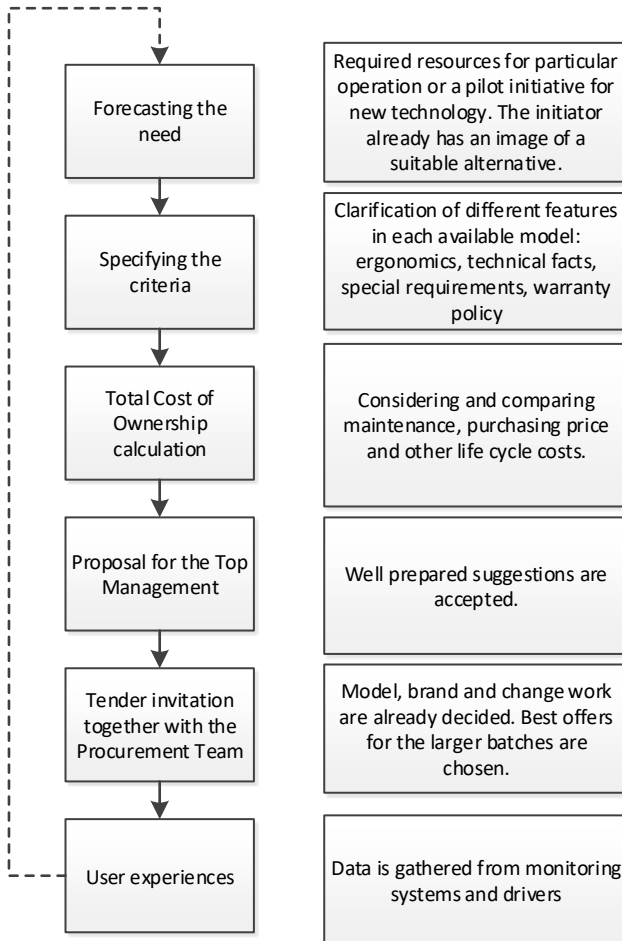 Forecasting the
need
Required resources for particular
operation or a pilot initiative for
new technology. The initiator
already has an image of a
suitable alternative.
Specifying the
criteria
Clarification of different features
in each available model:
ergonomics, technical facts,
special requirements, warranty
policy
Total Cost of
Ownership
calculation
Considering and comparing
maintenance, purchasing price
and other life cycle costs.
Proposal for the Top
Management
Well prepared suggestions are
accepted.
Tender invitation
together with the
Procurement Team
Model, brand and change work
are already decided. Best offers
for the larger batches are
chosen.
User experiences
Data is gathered from monitoring
systems and drivers